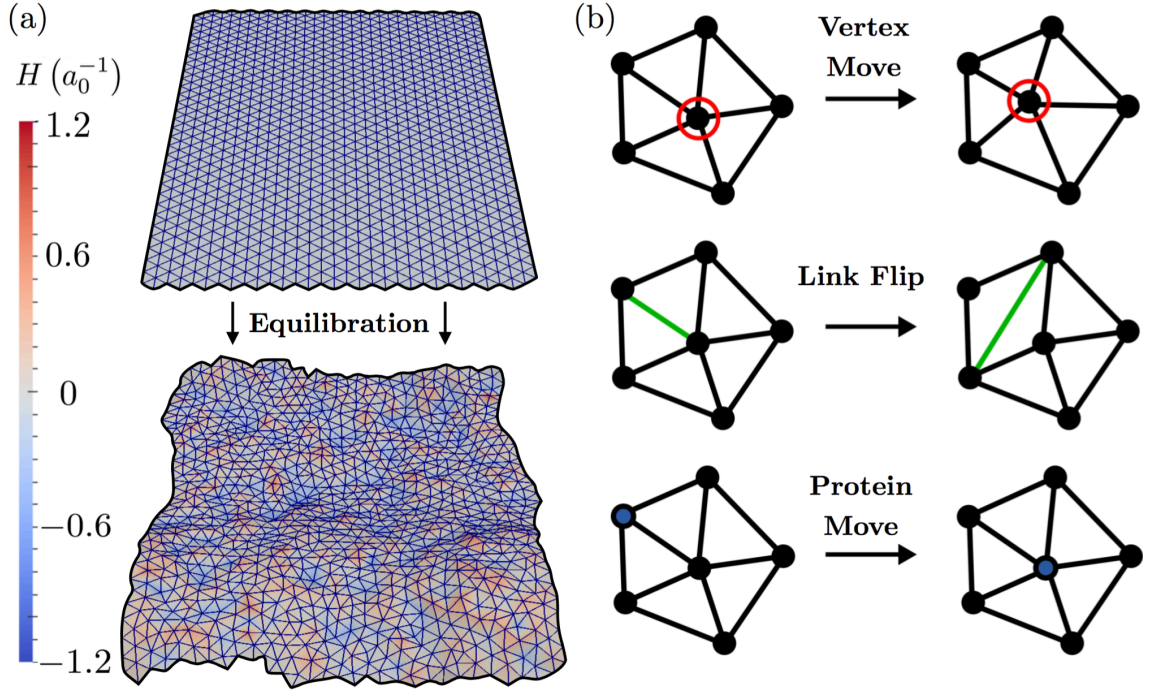 (a)
H (a₀⁻¹)
1.2
0.6
0
−0.6
−1.2
Equilibration
(b)
Vertex
Move
Link Flip
Protein
Move